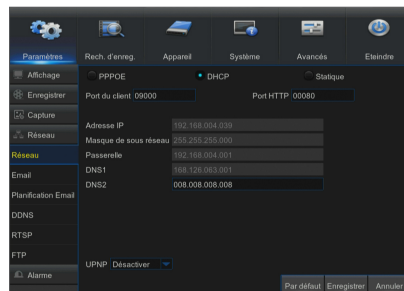 Paramètres Rech. d'enreg. Appareil Système Avancés Eteindre
Affichage
PPPOE DHCP Statique
Enregistrer
Port du client 09000 Port HTTP 00080
Capture
Réseau
Adresse IP 192.168.004.039
Masque de sous réseau 255.255.255.000
Réseau
Passerelle 192.168.004.001
DNS1 168.126.063.001
Email
DNS2 008.008.008.008
Planification Email
DDNS
RTSP
FTP
UPNP Désactiver
Alarme
Par défaut Enregistrer Annuler